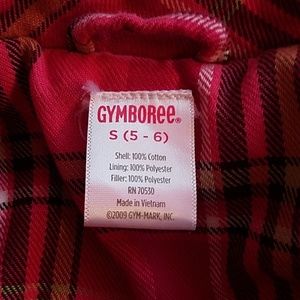 GYMBOREE®
S (5 - 6)
Shell: 100% Cotton
Lining: 100% Polyester
Filler: 100% Polyester
RN 70530
Made in Vietnam
©2009 GYM-MARK, INC.